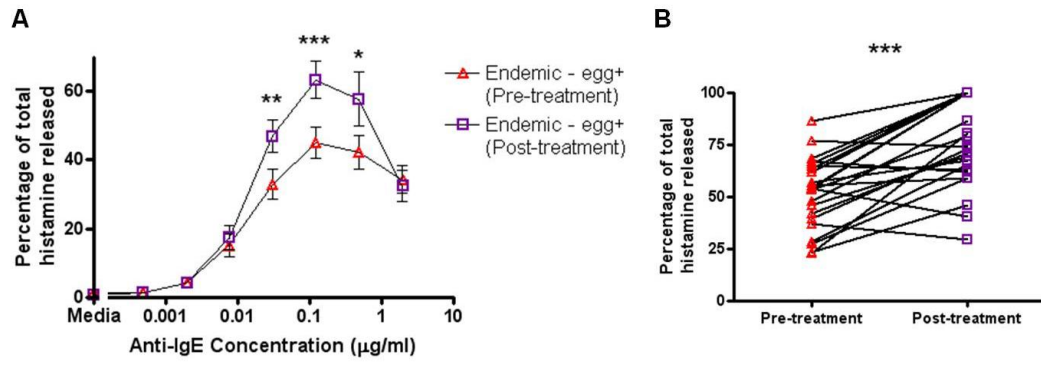 A
Percentage of total
histamine released
60
40
20
0
Media
0.001
0.01
0.1
1
10
Anti-IgE Concentration (µg/ml)
**
***
*
Endemic - egg+
(Pre-treatment)
Endemic - egg+
(Post-treatment)
B
***
Percentage of total
histamine released
100
75
50
25
0
Pre-treatment
Post-treatment